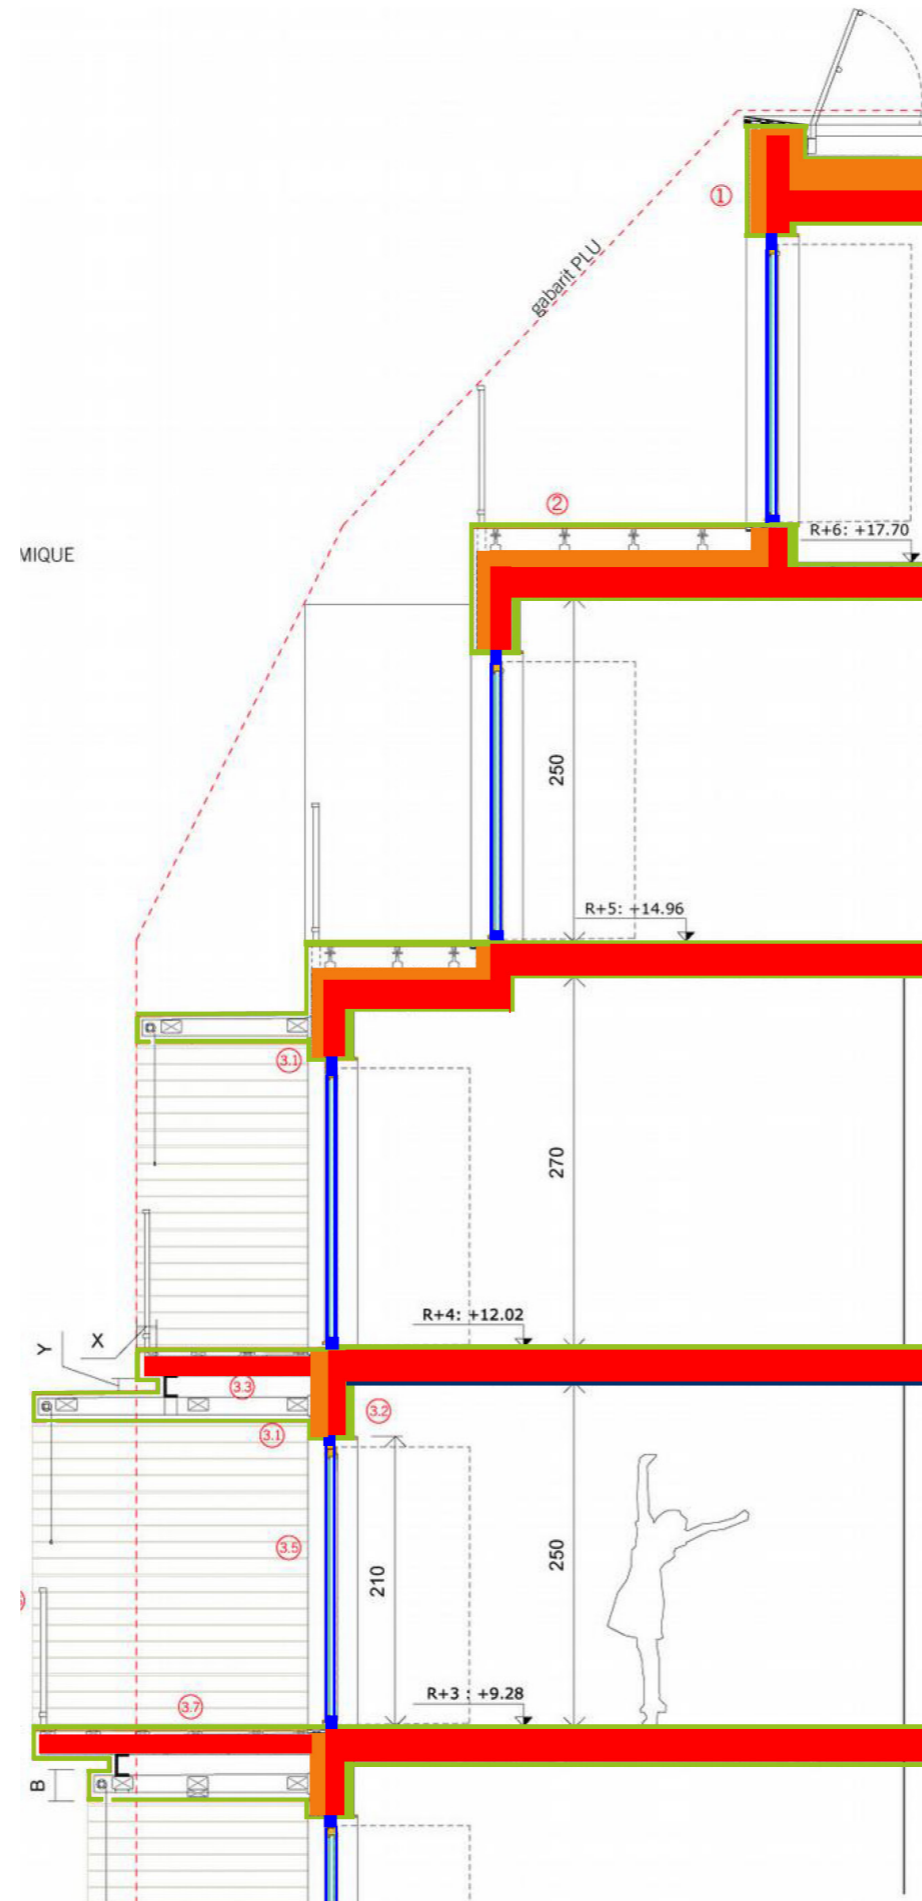 ①
gabarit PLU
②
R+6: +17.70
MIQUE
250
R+5: +14.96
3.1
270
R+4: +12.02
X
Y
3.3
3.2
3.1
3.5
210
250
R+3 : +9.28
3.7
B